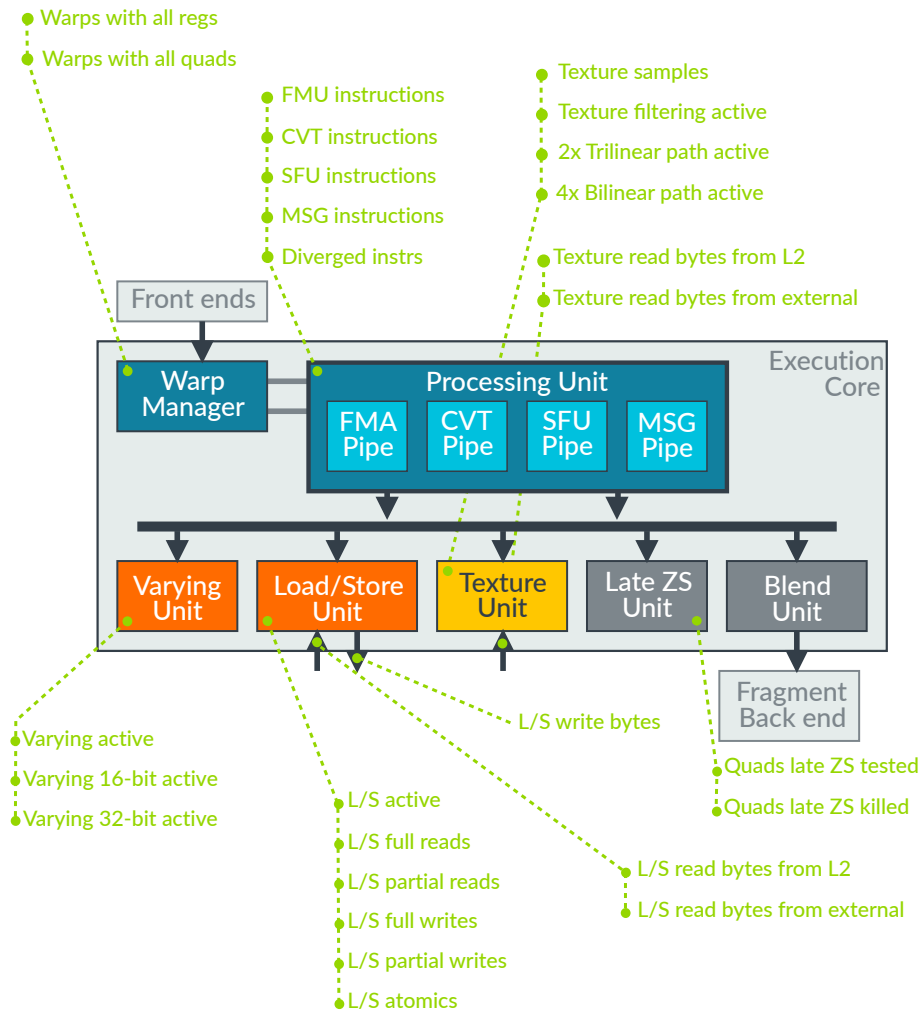 Warps with all regs
Warps with all quads
FMU instructions
CVT instructions
SFU instructions
MSG instructions
Diverged instrs
Texture samples
Texture filtering active
2x Trilinear path active
4x Bilinear path active
Texture read bytes from L2
Texture read bytes from external
Front ends
Execution
Core
Warp
Manager
Processing Unit
FMA
Pipe
CVT
Pipe
SFU
Pipe
MSG
Pipe
Varying
Unit
Load/Store
Unit
Texture
Unit
Late ZS
Unit
Blend
Unit
Fragment
Back end
L/S write bytes
Varying active
Varying 16-bit active
Varying 32-bit active
Quads late ZS tested
Quads late ZS killed
L/S active
L/S full reads
L/S partial reads
L/S full writes
L/S partial writes
L/S atomics
L/S read bytes from L2
L/S read bytes from external